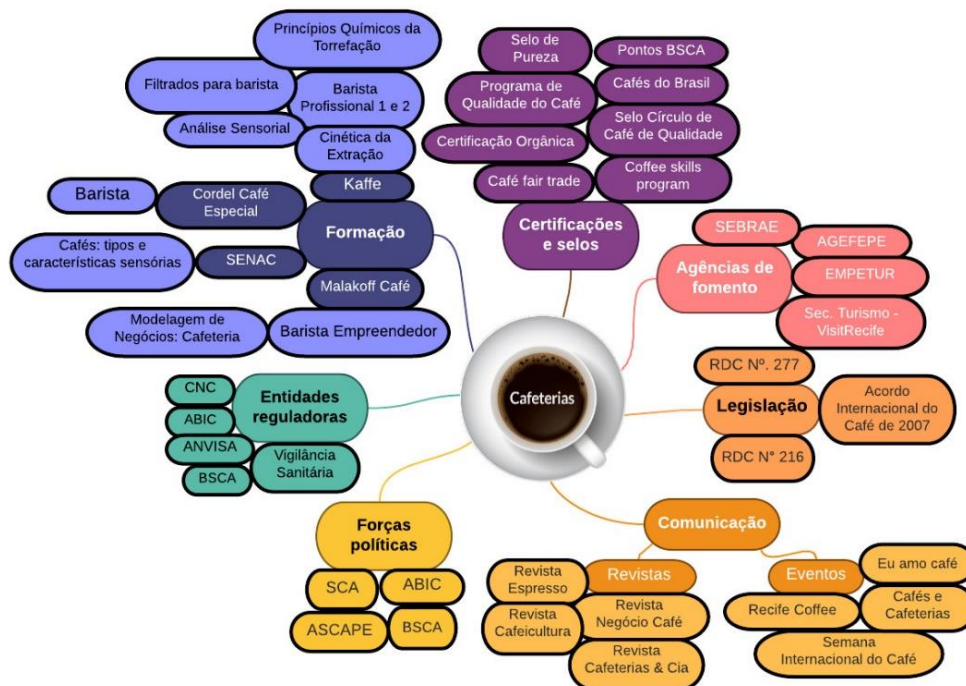 Princípios Químicos da
Torrefação
Filtrados para barista
Barista
Profissional 1 e 2
Análise Sensorial
Cinética da
Extração
Kaffe
Barista
Cordel Café
Especial
Formação
Cafés: tipos e
características sensórias
SENAC
Malakoff Café
Modelagem de
Negócios: Cafeteria
Barista Empreendedor
Selo de
Pureza
Pontos BSCA
Programa de
Qualidade do Café
Cafés do Brasil
Certificação Orgânica
Selo Círculo de
Café de Qualidade
Café fair trade
Coffee skills
program
Certificações
e selos
SEBRAE
AGEFEPE
Agências de
fomento
EMPETUR
Sec. Turismo -
VisitRecife
Cafeterias
RDC Nº. 277
Legislação
Acordo
Internacional do
Café de 2007
RDC N° 216
CNC
Entidades
reguladoras
ABIC
ANVISA
Vigilância
Sanitária
BSCA
Forças
políticas
SCA
ABIC
ASCAPE
BSCA
Comunicação
Revistas
Revista
Espresso
Revista
Cafeicultura
Revista
Negócio Café
Revista
Cafeterias & Cia
Eventos
Eu amo café
Recife Coffee
Cafés e
Cafeterias
Semana
Internacional do Café